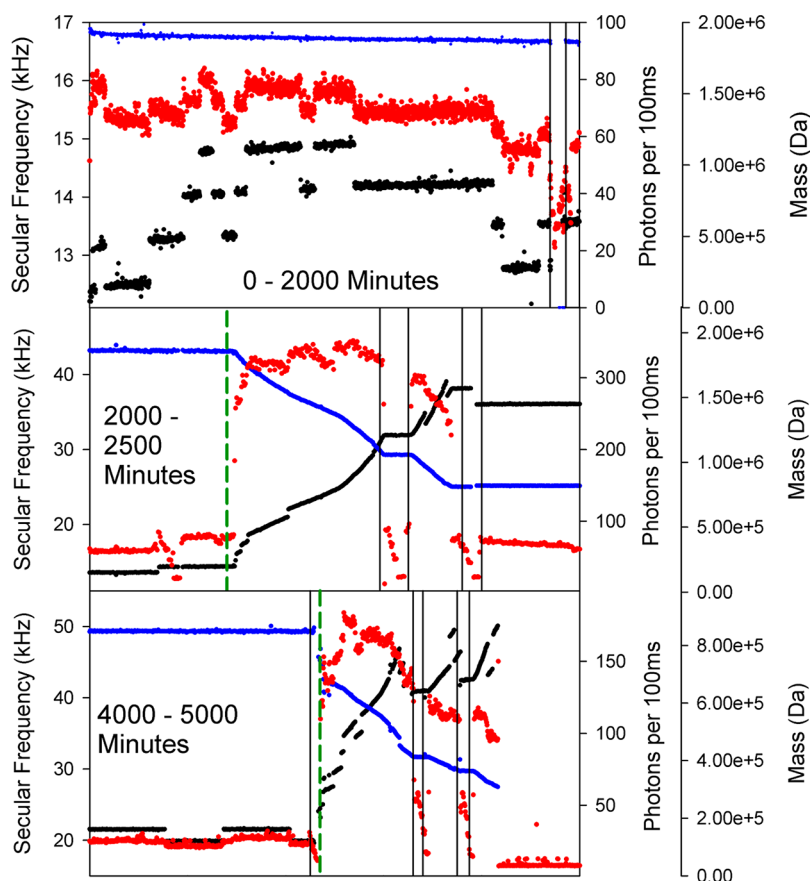 17
16
15
14
13
Secular Frequency (kHz)
0 - 2000 Minutes
100
80
60
40
20
0
Photons per 100ms
2.00e+6
1.50e+6
1.00e+6
5.00e+5
0.00
Mass (Da)
40
30
20
Secular Frequency (kHz)
2000 -
2500
Minutes
300
200
100
Photons per 100ms
2.00e+6
1.50e+6
1.00e+6
5.00e+5
0.00
Mass (Da)
50
40
30
20
Secular Frequency (kHz)
4000 - 5000
Minutes
150
100
50
Photons per 100ms
8.00e+5
6.00e+5
4.00e+5
2.00e+5
0.00
Mass (Da)